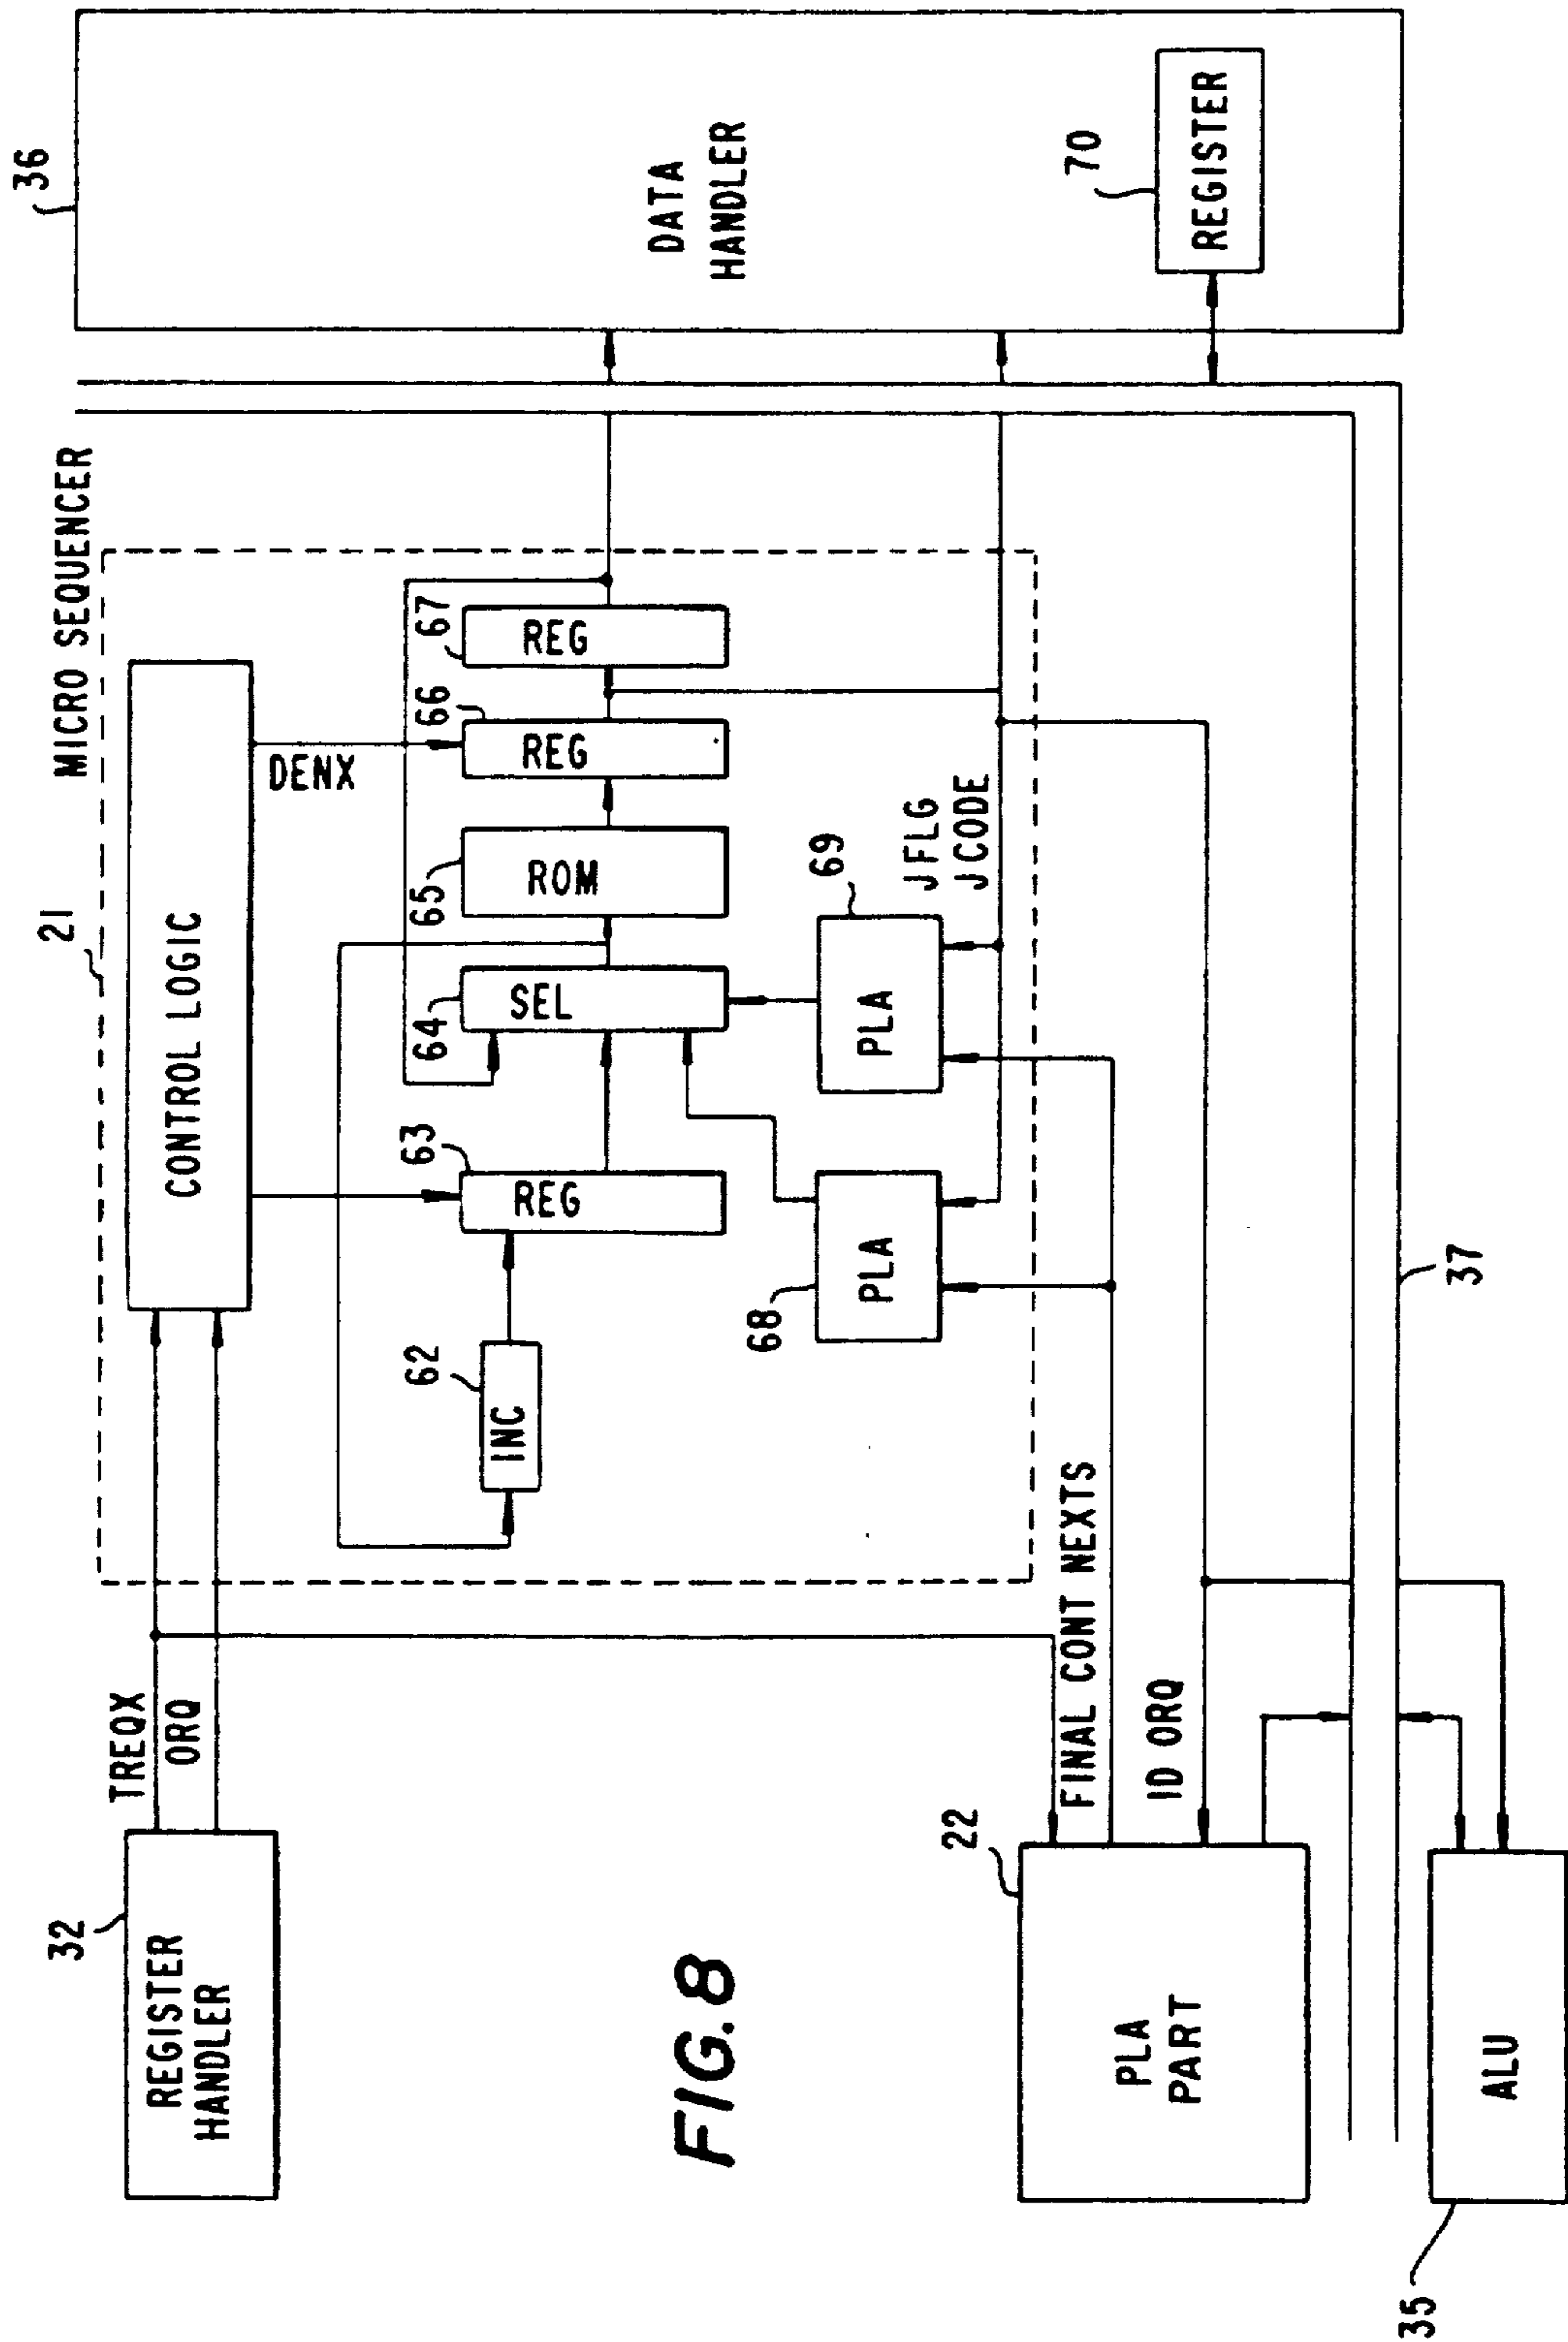 36
DATA
HANDLER
70
REGISTER
MICRO SEQUENCER
21
CONTROL LOGIC
DENX
67
REG
66
REG
65
ROM
64
SEL
63
REG
62
INC
69
PLA
68
PLA
JFLG
JCODE
37
TREQX
ORQ
32
REGISTER
HANDLER
FINAL CONT NEXTS
ID ORQ
22
PLA
PART
35
ALU
FIG.8